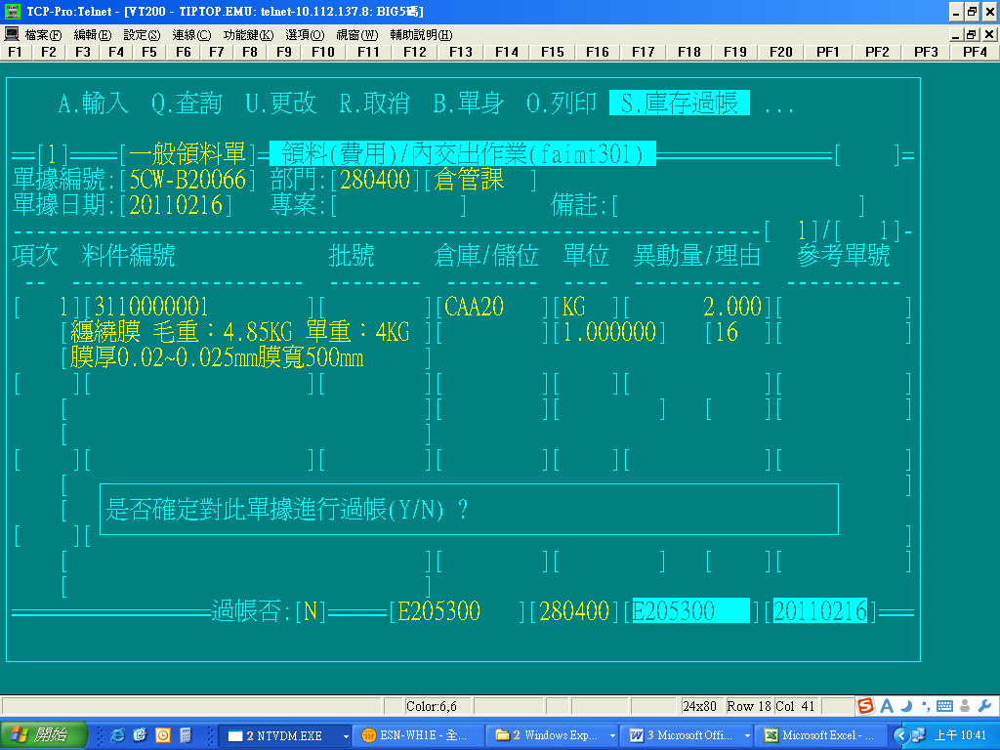 TCP-Pro:Telnet - [VT200 - TIPTOP.EMU: telnet-10.112.137.8: BIG5碼]
檔案(F) 編輯(E) 設定(S) 連線(C) 功能鍵(K) 選項(O) 視窗(W) 輔助說明(H)
F1 F2 F3 F4 F5 F6 F7 F8 F9 F10 F11 F12 F13 F14 F15 F16 F17 F18 F19 F20 PF1 PF2 PF3 PF4
A.輸入 Q.查詢 U.更改 R.取消 B.單身 O.列印 S.庫存過帳 ...
══[1]════[一般領料單]═ 領料(費用)/內交出作業(faimt301) ═══════════════[ ]═
單據編號:[5CW-B20066] 部門:[280400][倉管課 ]
單據日期:[20110216] 專案:[ ] 備註:[ ]
----------------------------------------------------------------[ 1]/[ 1]-
項次 料件編號 批號 倉庫/儲位 單位 異動量/理由 參考單號
-- -------------------- -------- -------- ---- ----------- ----------
[ 1][3110000001 ][ ][CAA20 ][KG ][ 2.000][ ]
[纏繞膜 毛重：4.85KG 單重：4KG ][ ][1.000000] [16 ][ ]
[膜厚0.02~0.025mm膜寬500mm ]
[ ][ ][ ][ ][ ][ ][ ]
[ ][ ][ ] [ ][ ]
[ ]
[ ][ ][ ][ ][ ][ ][ ]
[ ]
[ 是否確定對此單據進行過帳(Y/N) ?
[ ][ ]
[ ][ ][ ] [ ][ ]
[ ]
═════════════════過帳否:[N]═════[E205300 ][280400][E205300 ][20110216]═══
Color:6,6 24x80 Row 18 Col 41
開始 2 NTVDM.EXE ESN-WH1E - 全... 2 Windows Exp... 3 Microsoft Offi... Microsoft Excel - ... 上午 10:41